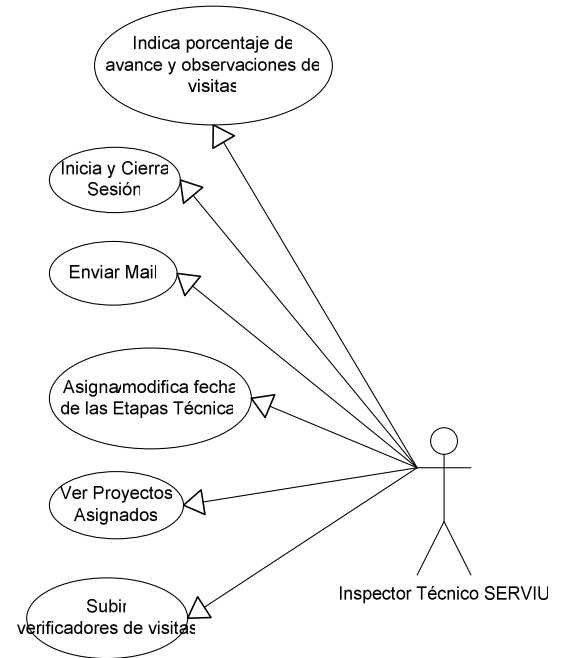 Indica porcentaje de
avance y observaciones de
visitas
Inicia y Cierra
Sesión
Enviar Mail
Asigna/modifica fecha
de las Etapas Técnica
Ver Proyectos
Asignados
Inspector Técnico SERVIU
Subir
verificadores de visitas